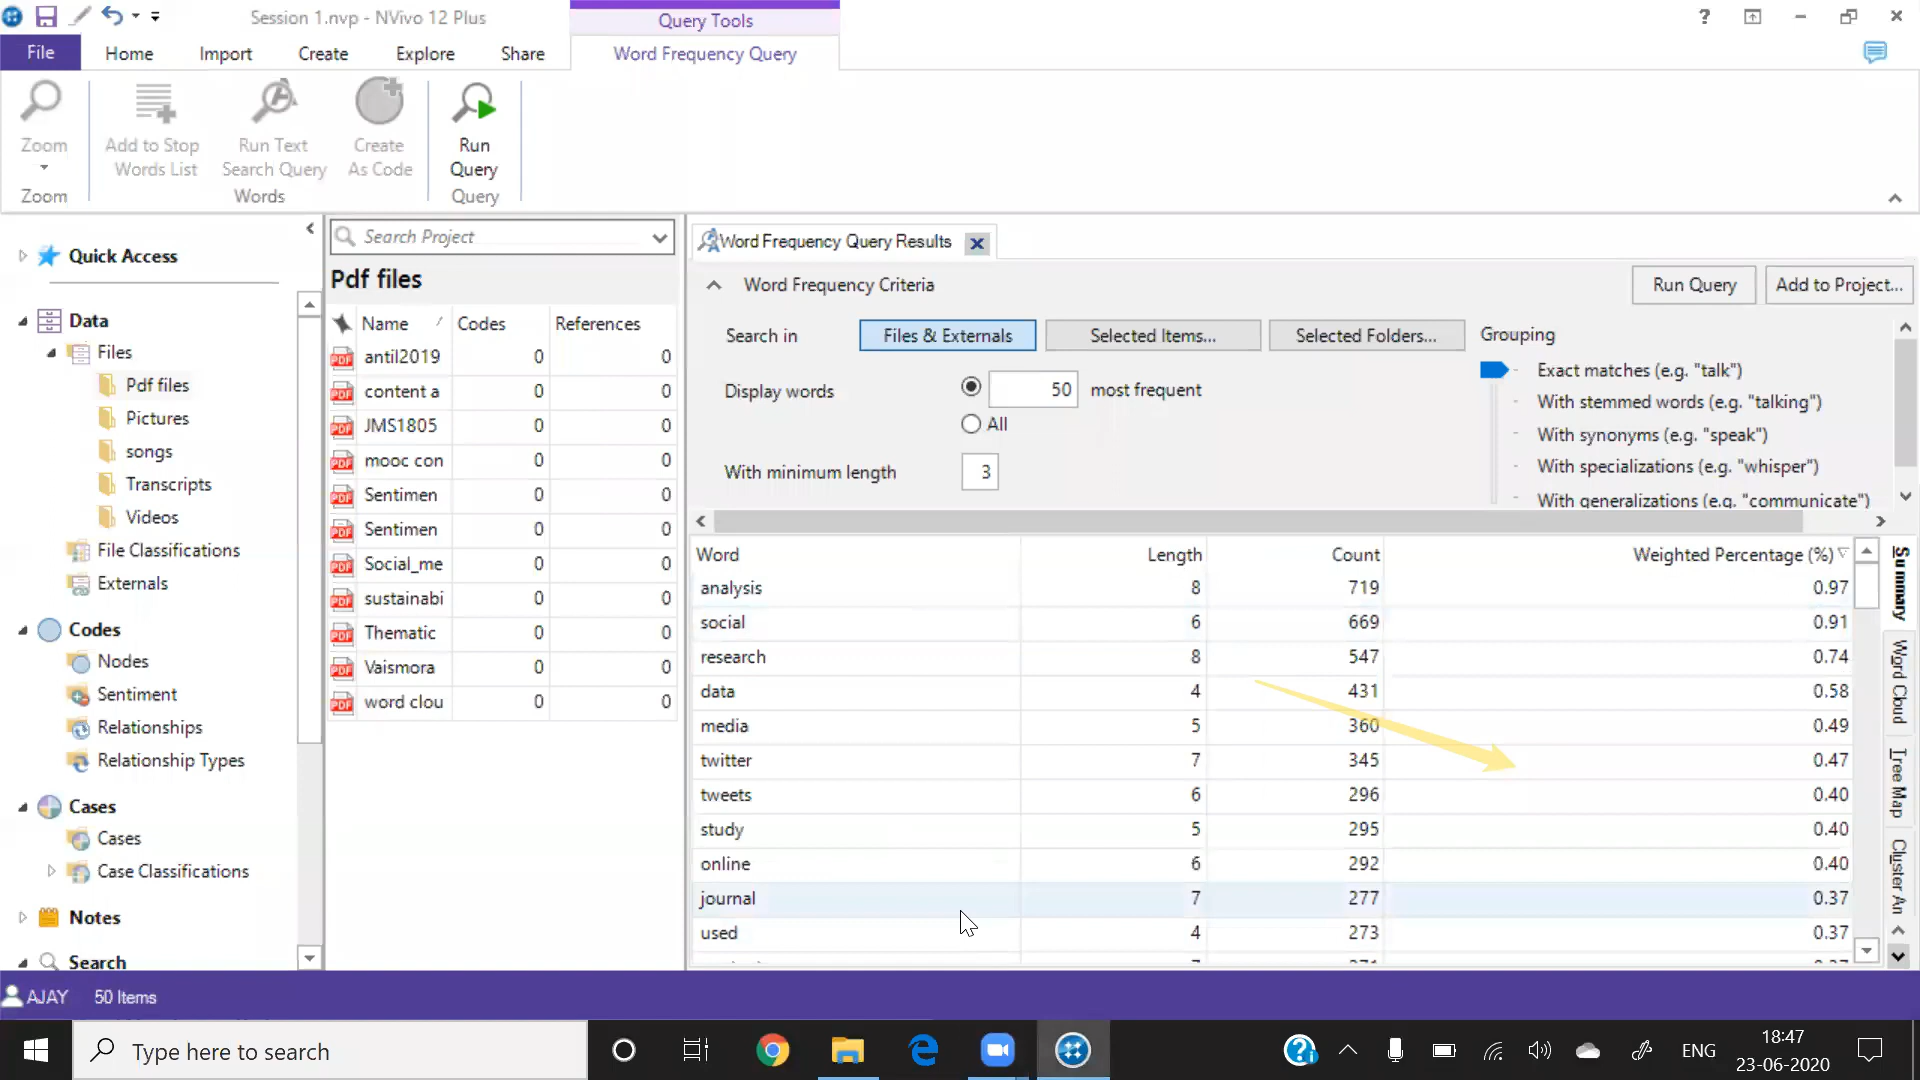 Session 1.nvp - NVivo 12 Plus
Query Tools
File Home Import Create Explore Share Word Frequency Query
Zoom
Add to Stop Words List
Run Text Search Query
Create As Code
Run Query
Zoom
Words
Query
Quick Access
Data
Files
Pdf files
Pictures
songs
Transcripts
Videos
File Classifications
Externals
Codes
Nodes
Sentiment
Relationships
Relationship Types
Cases
Cases
Case Classifications
Notes
Search
Search Project
Pdf files
Name Codes References
antil2019 0 0
content a 0 0
JMS1805 0 0
mooc con 0 0
Sentimen 0 0
Sentimen 0 0
Social_me 0 0
sustainabi 0 0
Thematic 0 0
Vaismora 0 0
word clou 0 0
Word Frequency Query Results
Word Frequency Criteria Run Query Add to Project...
Search in Files & Externals Selected Items... Selected Folders...
Display words 50 most frequent
All
With minimum length 3
Grouping
Exact matches (e.g. "talk")
With stemmed words (e.g. "talking")
With synonyms (e.g. "speak")
With specializations (e.g. "whisper")
With generalizations (e.g. "communicate")
Word Length Count Weighted Percentage (%)
analysis 8 719 0.97
social 6 669 0.91
research 8 547 0.74
data 4 431 0.58
media 5 360 0.49
twitter 7 345 0.47
tweets 6 296 0.40
study 5 295 0.40
online 6 292 0.40
journal 7 277 0.37
used 4 273 0.37
Summary
Word Cloud
Tree Map
Cluster An
AJAY 50 Items
Type here to search
ENG
18:47
23-06-2020